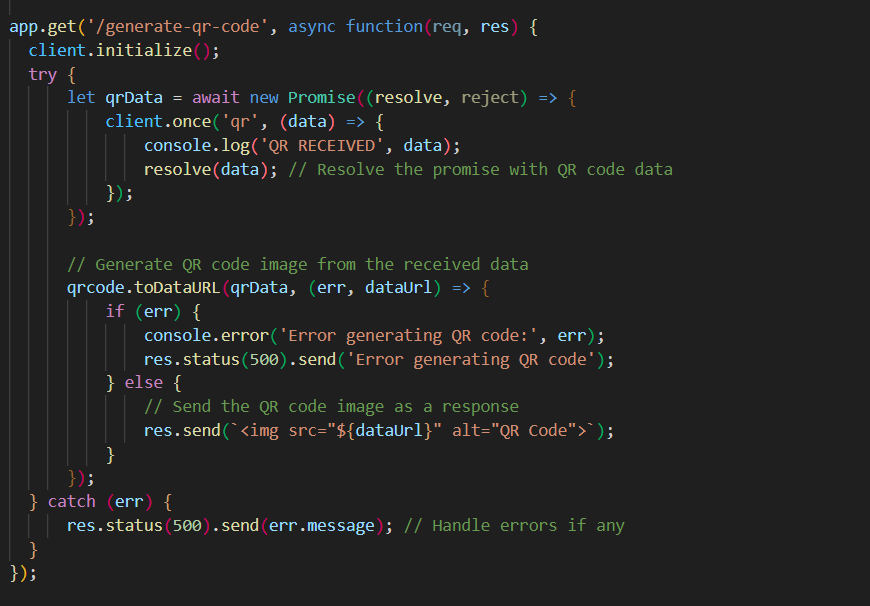 app.get('/generate-qr-code', async function(req, res) {
  client.initialize();
  try {
      let qrData = await new Promise((resolve, reject) => {
          client.once('qr', (data) => {
              console.log('QR RECEIVED', data);
              resolve(data); // Resolve the promise with QR code data
          });
      });

      // Generate QR code image from the received data
      qrcode.toDataURL(qrData, (err, dataUrl) => {
          if (err) {
              console.error('Error generating QR code:', err);
              res.status(500).send('Error generating QR code');
          } else {
              // Send the QR code image as a response
              res.send(`<img src="${dataUrl}" alt="QR Code">`);
          }
      });
  } catch (err) {
      res.status(500).send(err.message); // Handle errors if any
  }
});